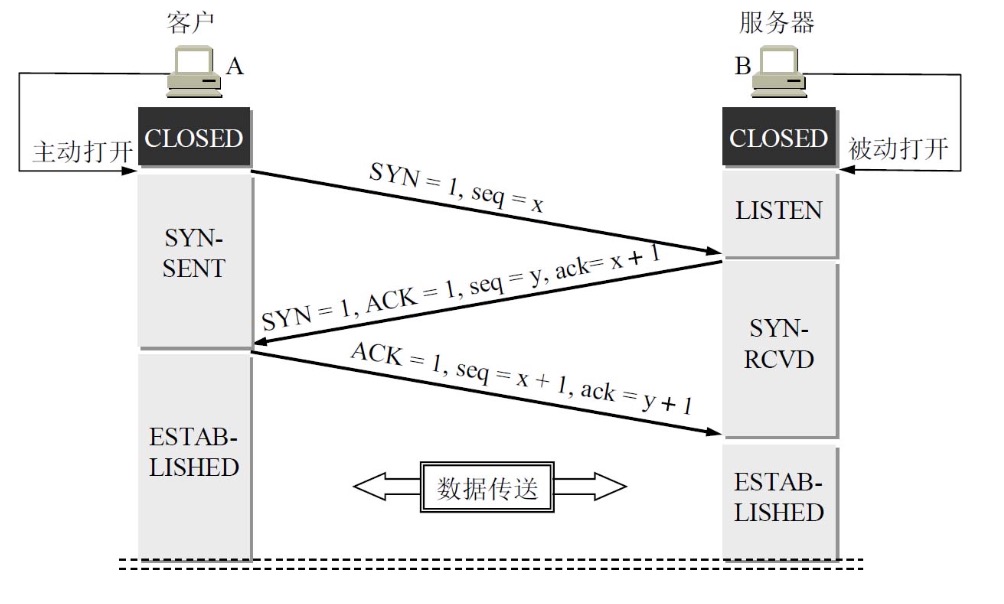 客户
服务器
A
B
CLOSED
CLOSED
主动打开
被动打开
SYN = 1, seq = x
LISTEN
SYN-
SENT
SYN = 1, ACK = 1, seq = y, ack= x + 1
SYN-
RCVD
ACK = 1, seq = x + 1, ack = y + 1
ESTAB-
LISHED
数据传送
ESTAB-
LISHED